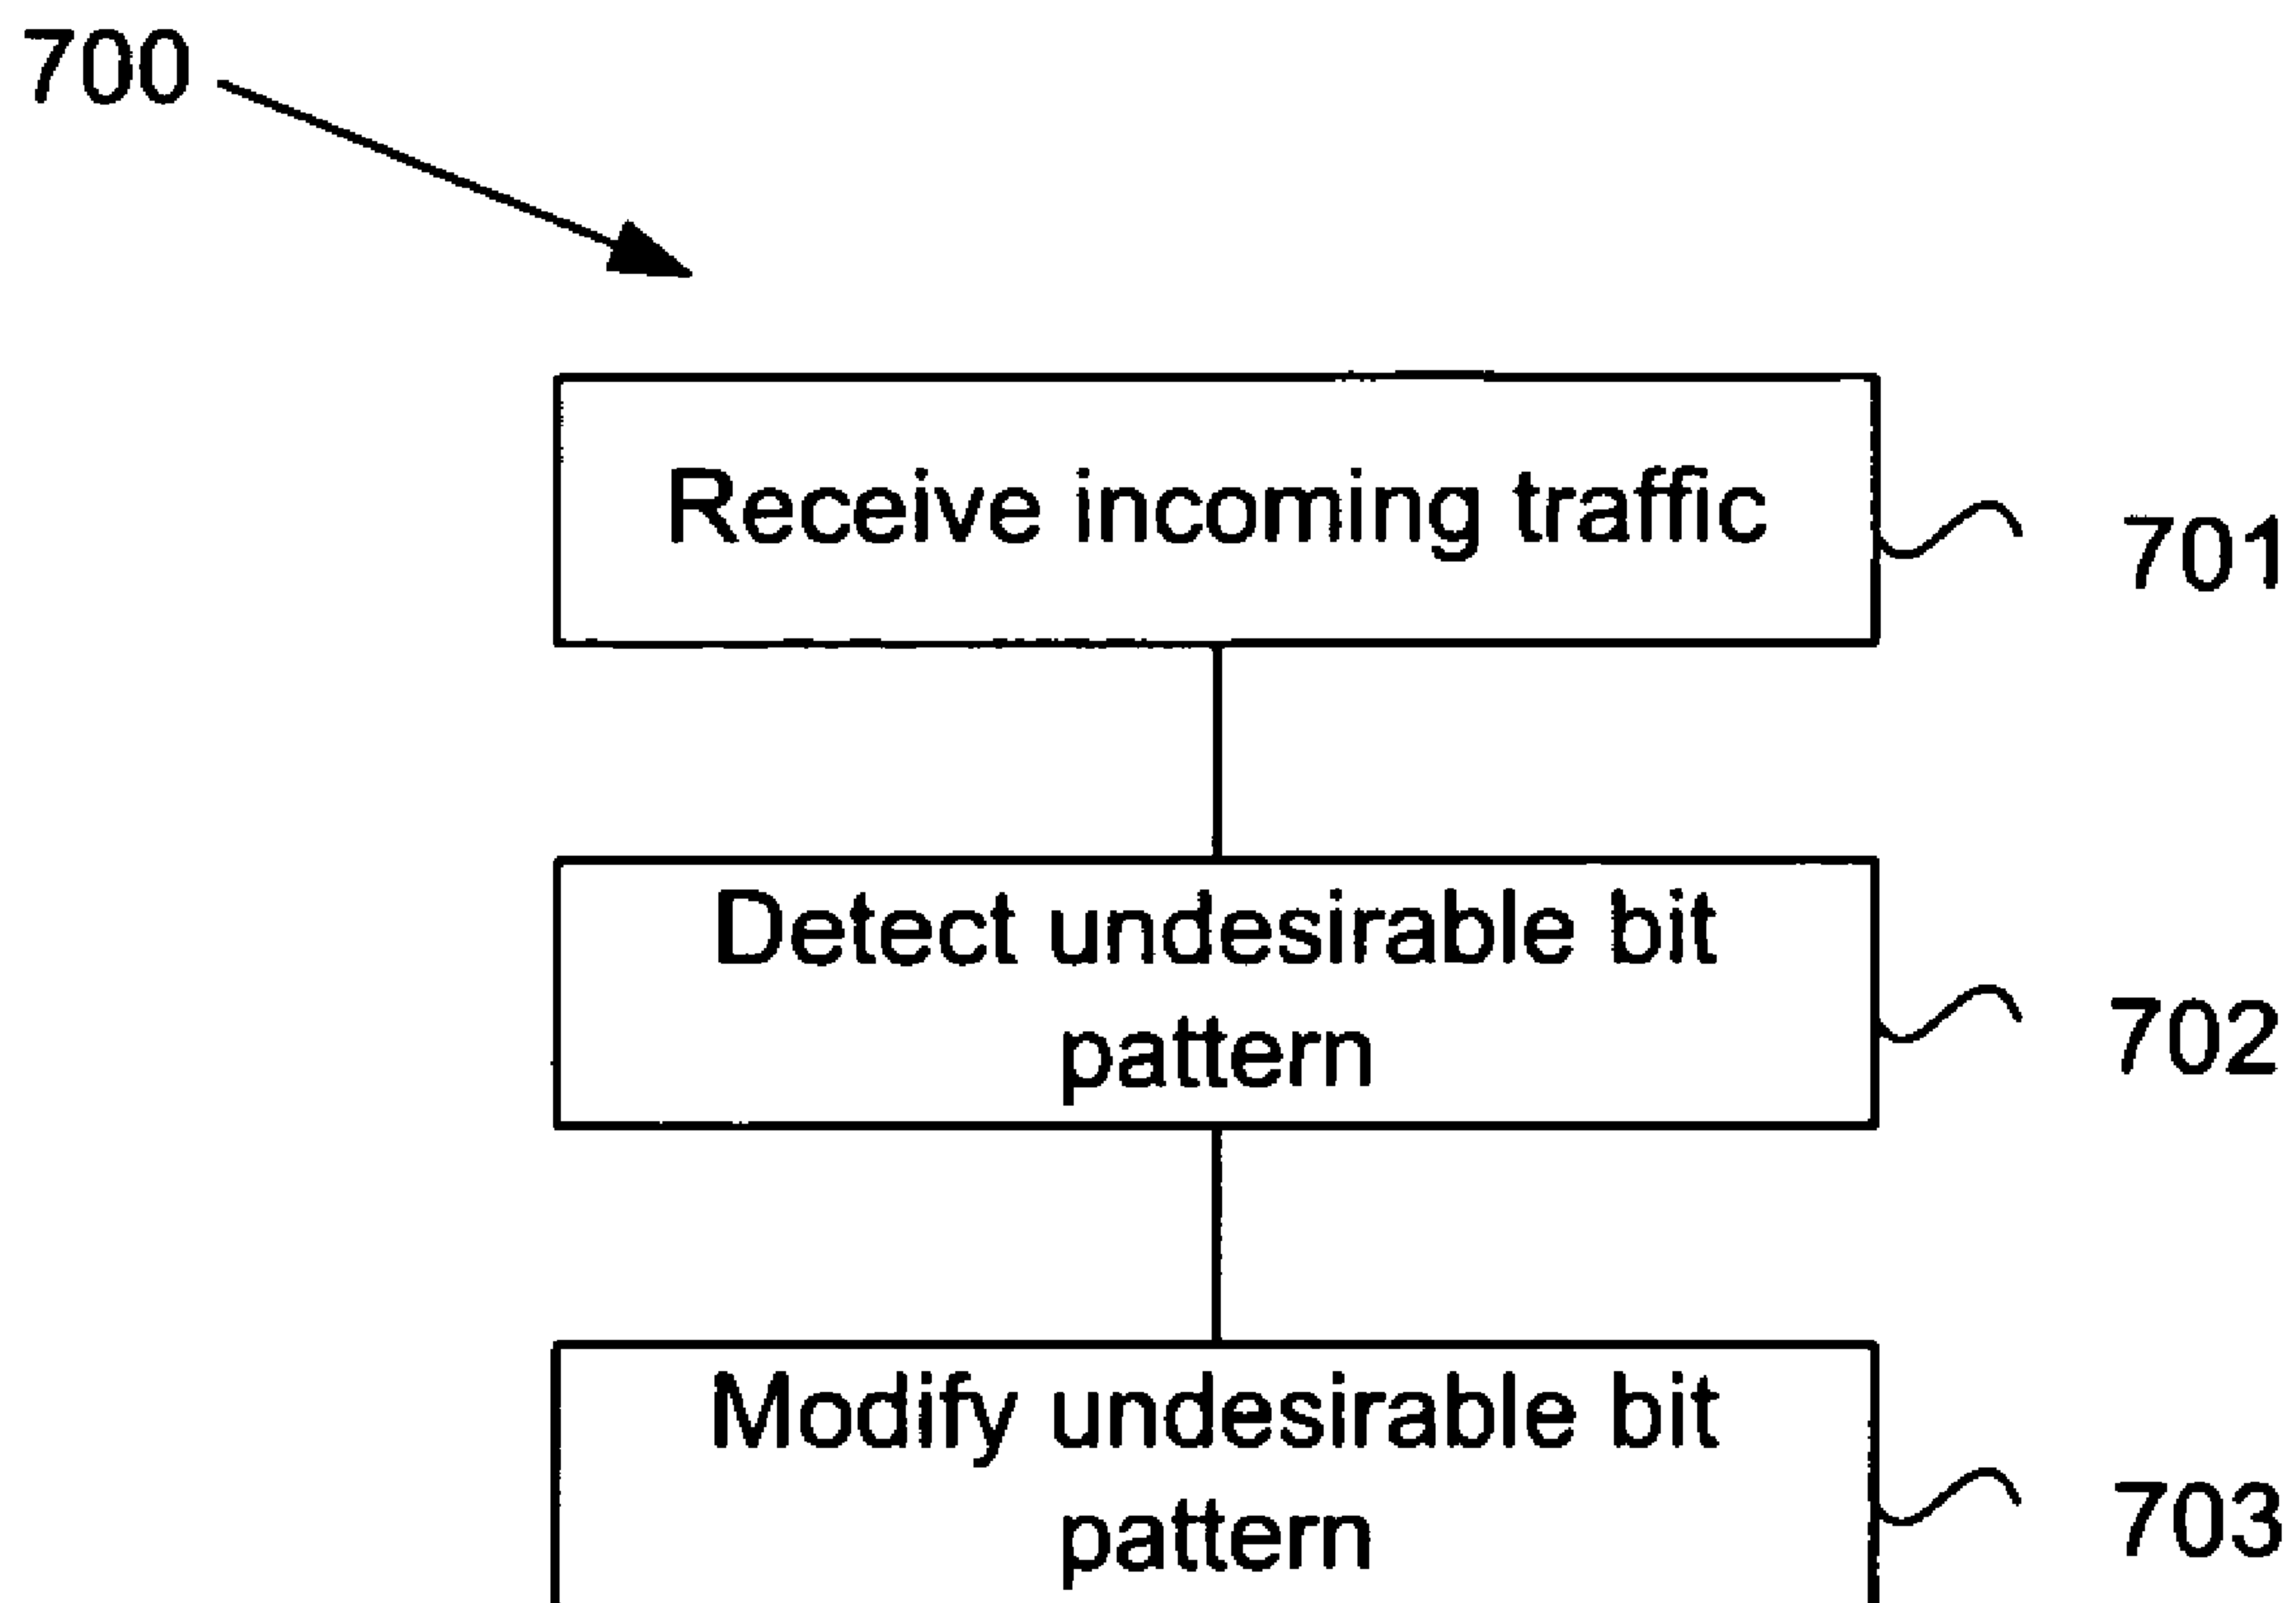 700
Receive incoming traffic
701
Detect undesirable bit
pattern
702
Modify undesirable bit
pattern
703